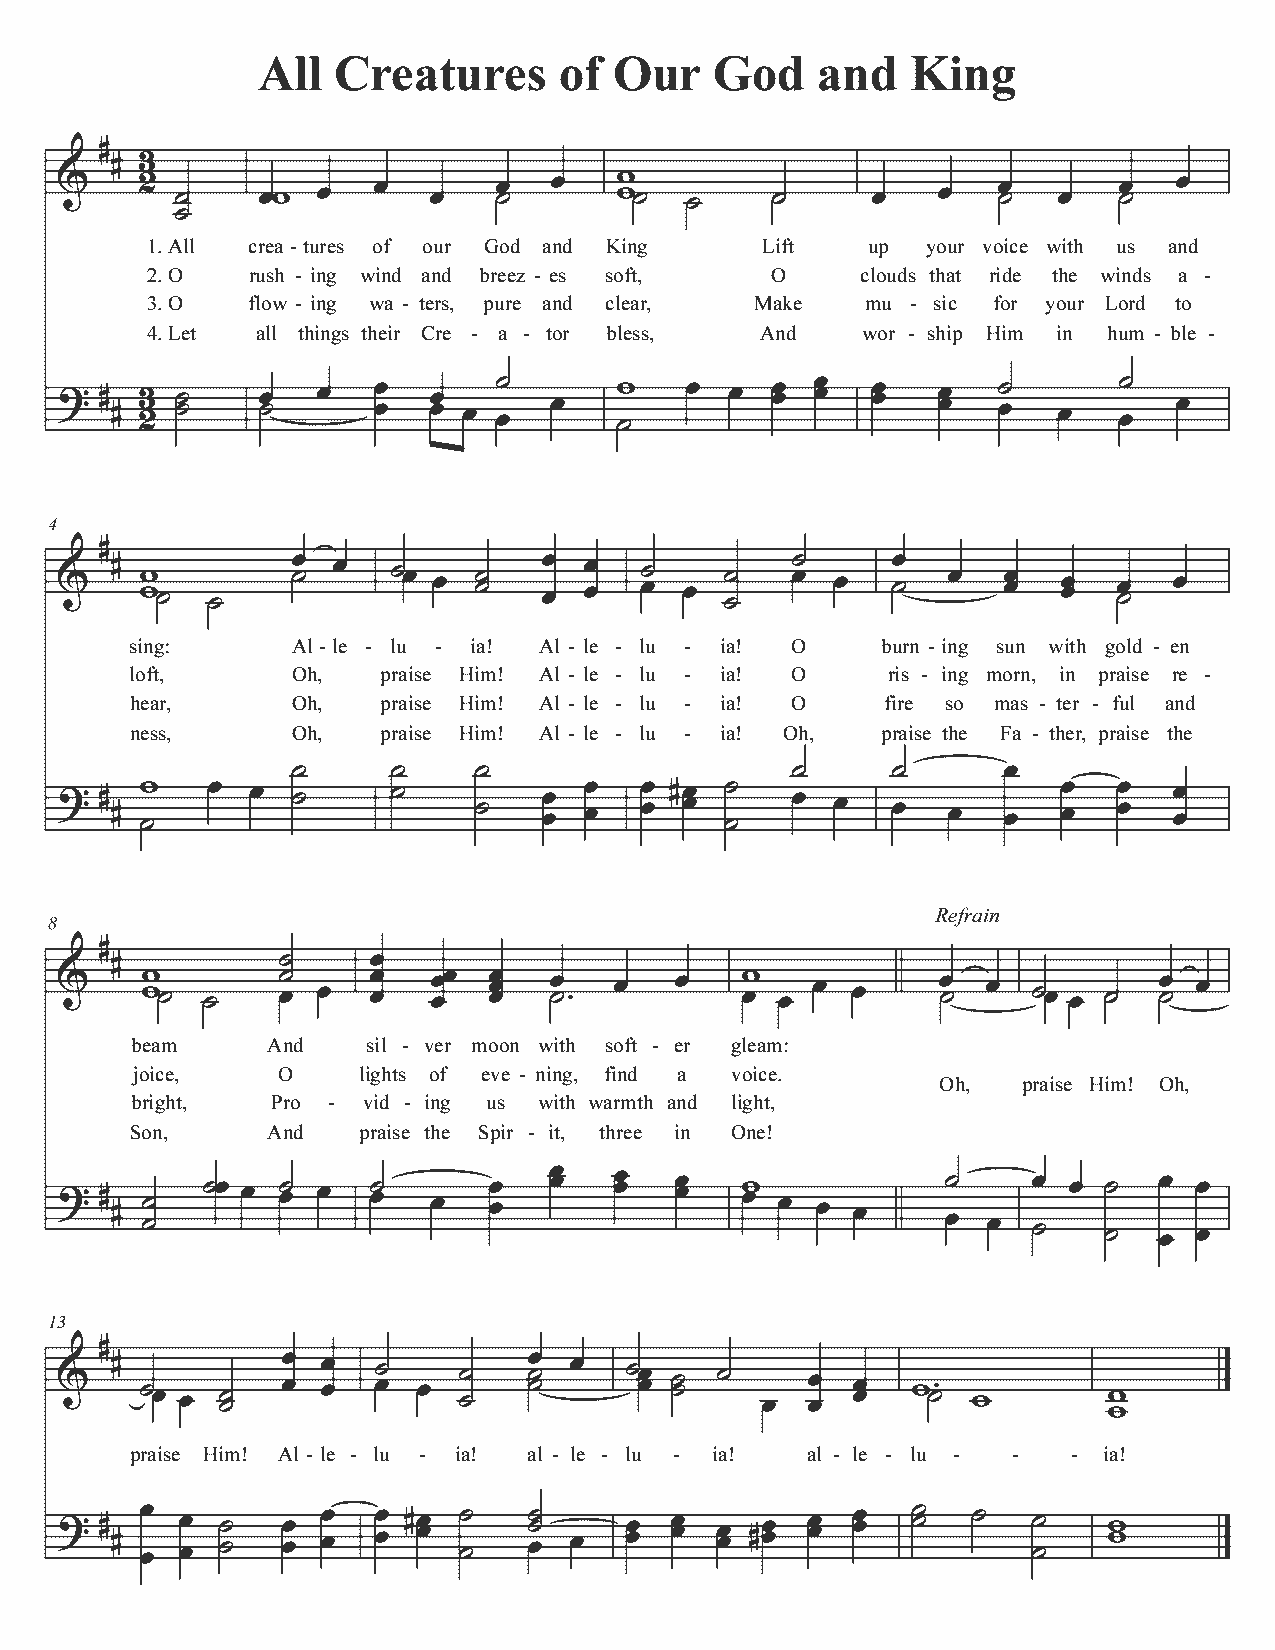 All Creatures of Our God and King
1. All crea - tures of our God and King Lift up your voice with us and
2. O rush - ing wind and breez - es soft, O clouds that ride the winds a -
3. O flow - ing wa - ters, pure and clear, Make mu - sic for your Lord to
4. Let all things their Cre - a - tor bless, And wor - ship Him in hum - ble -
4
sing: Al - le - lu - ia! Al - le - lu - ia! O burn - ing sun with gold - en
loft, Oh, praise Him! Al - le - lu - ia! O ris - ing morn, in praise re -
hear, Oh, praise Him! Al - le - lu - ia! O fire so mas - ter - ful and
ness, Oh, praise Him! Al - le - lu - ia! Oh, praise the Fa - ther, praise the
8
Refrain
beam And sil - ver moon with soft - er gleam:
joice, O lights of eve - ning, find a voice.
Oh, praise Him! Oh,
bright, Pro - vid - ing us with warmth and light,
Son, And praise the Spir - it, three in One!
13
praise Him! Al - le - lu - ia! al - le - lu - ia! al - le - lu - - - ia!